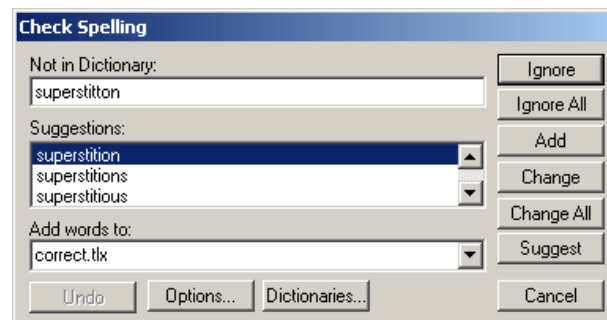 Check Spelling
Not in Dictionary:
superstitton
Suggestions:
superstition
superstitions
superstitious
Add words to:
correct.tlx
Undo
Options...
Dictionaries...
Ignore
Ignore All
Add
Change
Change All
Suggest
Cancel